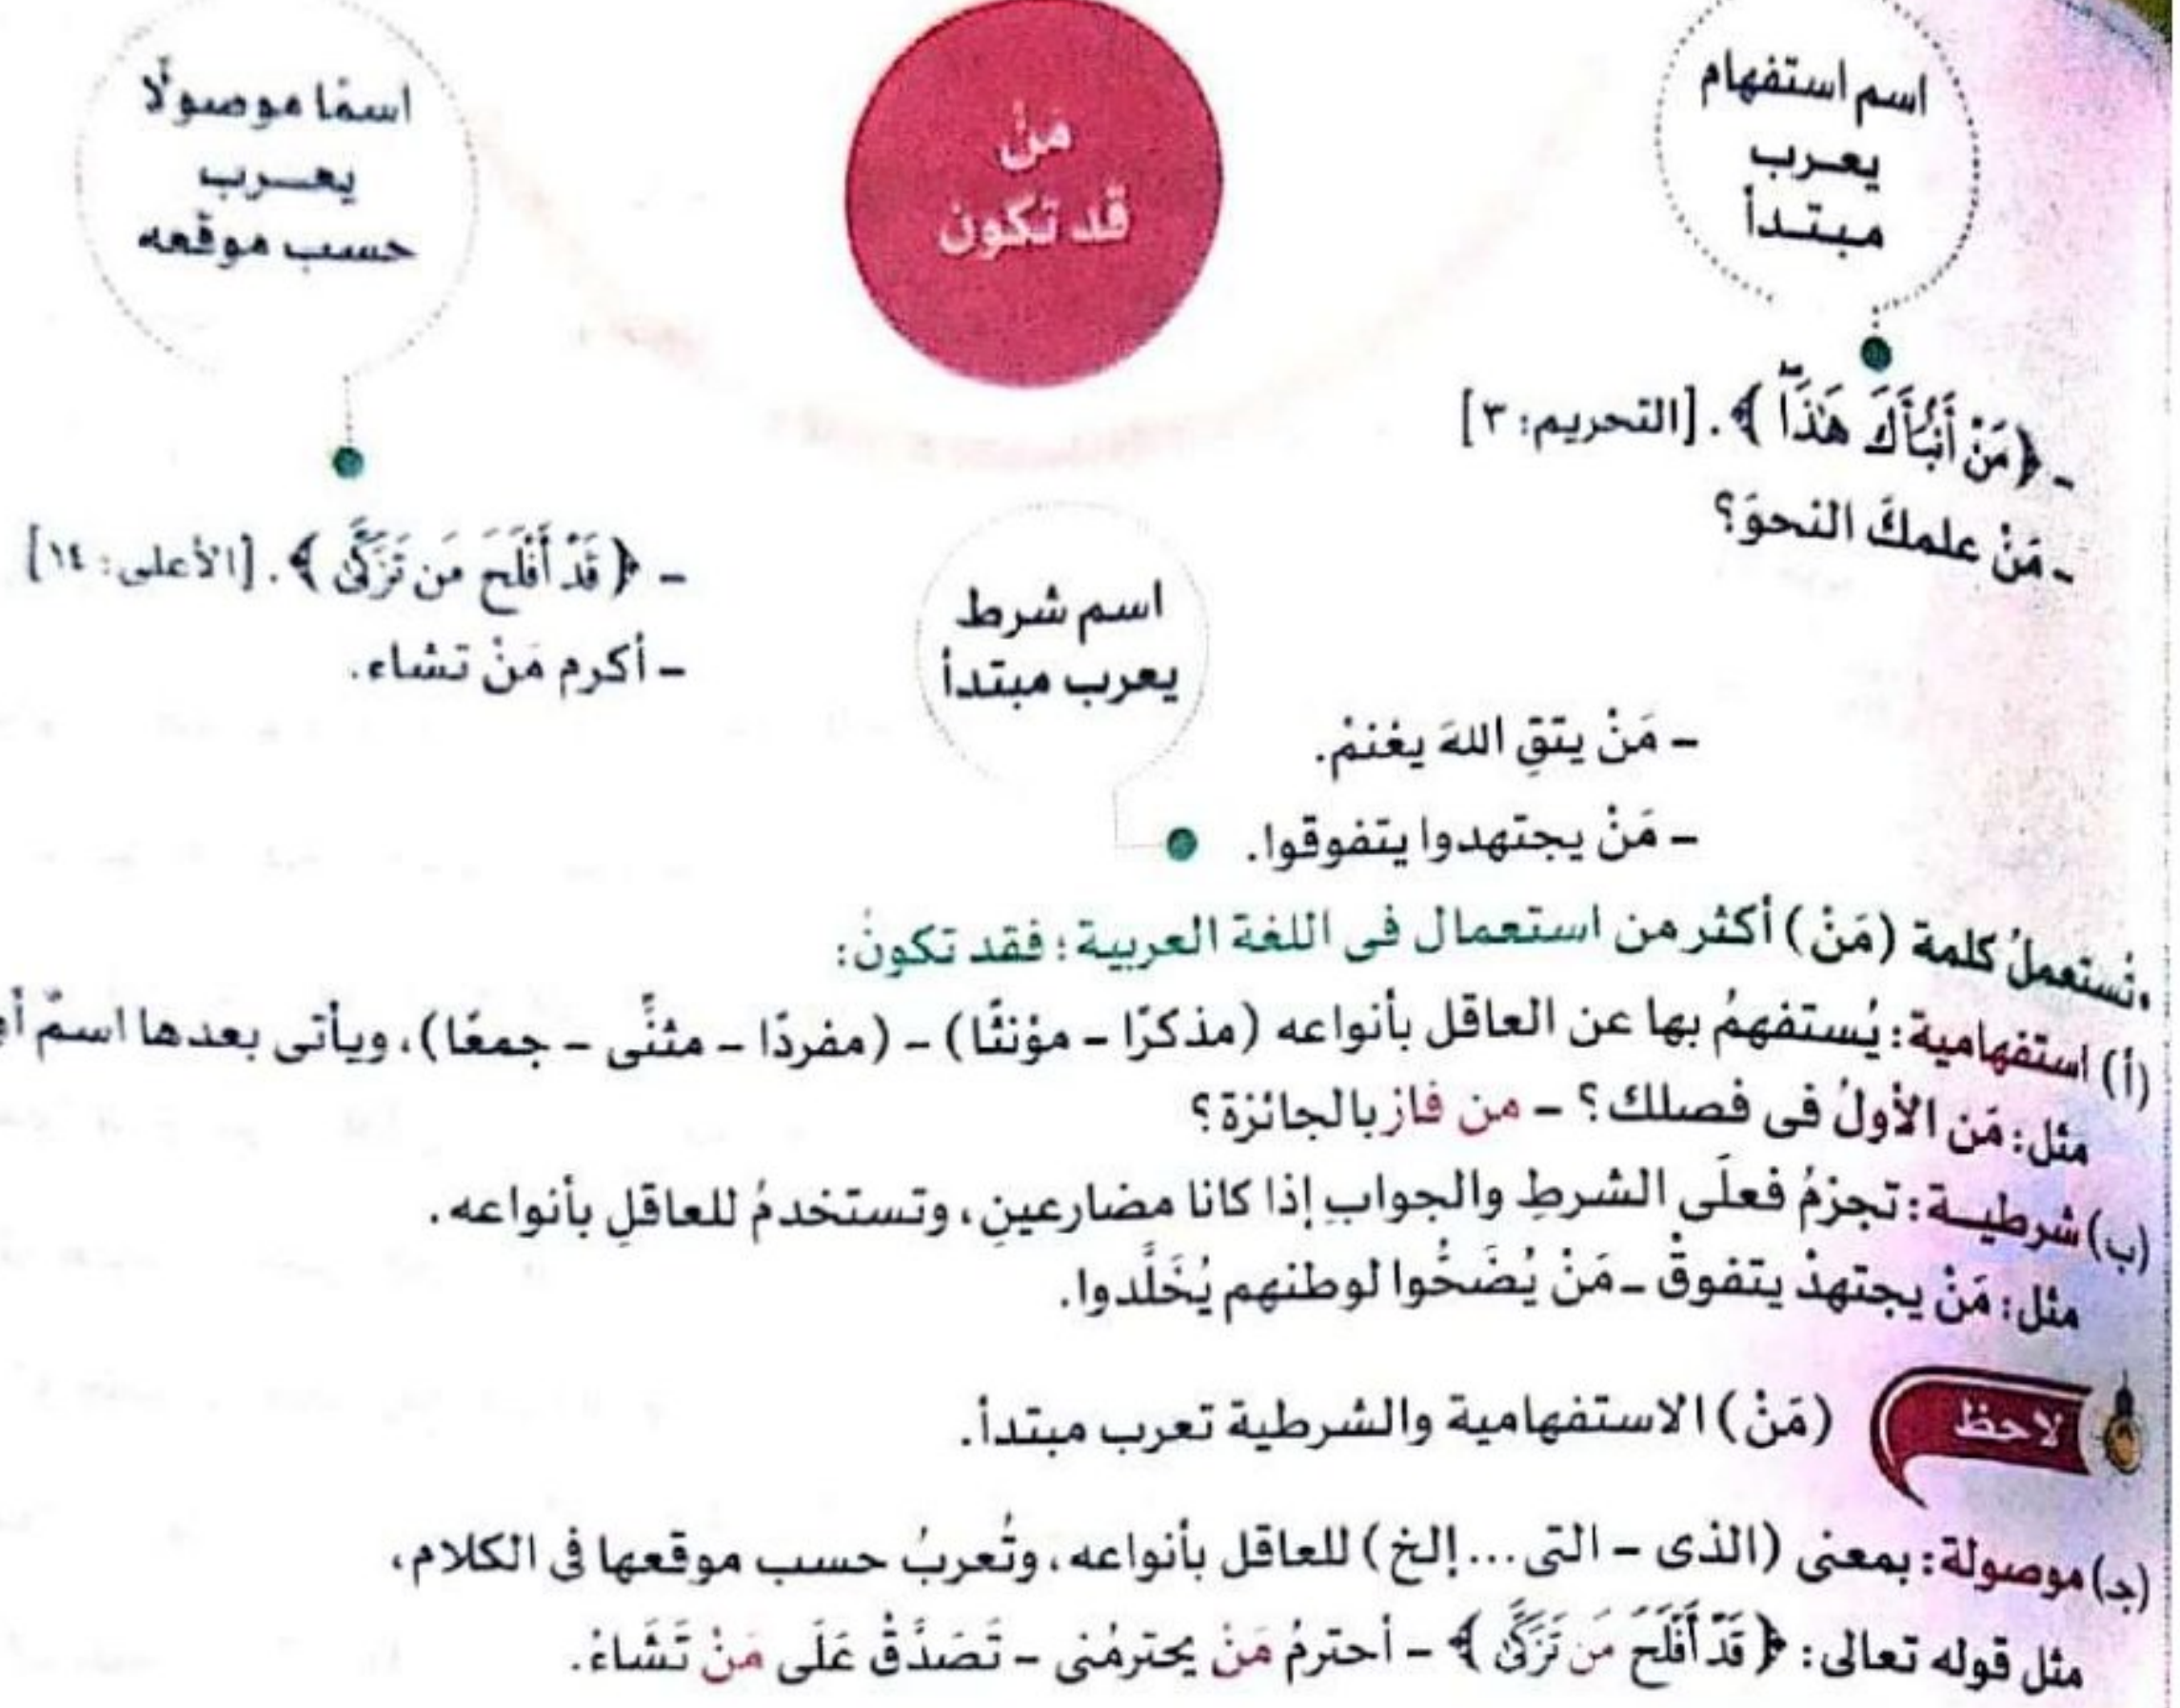 مَنْ
قد تكون
اسم استفهام
يعرب
مبتدأ
- ﴿مَنْ أَنۢبَأَكَ هَٰذَا ۖ﴾. [التحريم: ٣]
- مَنْ علمكَ النحوَ؟
اسم شرط
يعرب مبتدأ
- مَنْ يتقِ اللهَ يغنمْ.
- مَنْ يجتهدوا يتفوقوا.
اسمًا موصولًا
يعرب
حسب موقعه
- ﴿قَدْ أَفْلَحَ مَن تَزَكَّىٰ﴾. [الأعلى: ١٤]
- أكرم مَنْ تشاء.
• تُستعملُ كلمة (مَنْ) أكثر من استعمال فى اللغة العربية؛ فقد تكونُ:
(أ) استفهامية: يُستفهمُ بها عن العاقل بأنواعه (مذكرًا - مؤنثًا) - (مفردًا - مثنًّى - جمعًا)، ويأتى بعدها اسمٌ أو
مثل: مَن الأولُ فى فصلك؟ - من فاز بالجائزة؟
(ب) شرطيـة: تجزمُ فعلَى الشرطِ والجوابِ إذا كانا مضارعينِ، وتستخدمُ للعاقلِ بأنواعه.
مثل: مَنْ يجتهدْ يتفوقْ - مَنْ يُضَحُّوا لوطنهم يُخَلَّدوا.
لاحظ
(مَنْ) الاستفهامية والشرطية تعرب مبتدأ.
(جـ) موصولة: بمعنى (الذى - التى... إلخ) للعاقل بأنواعه، وتُعربُ حسب موقعها فى الكلام،
مثل قوله تعالى: ﴿قَدْ أَفْلَحَ مَن تَزَكَّىٰ﴾ - أحترمُ مَنْ يحترمُنى - تَصَدَّقْ عَلَى مَنْ تَشَاءُ.